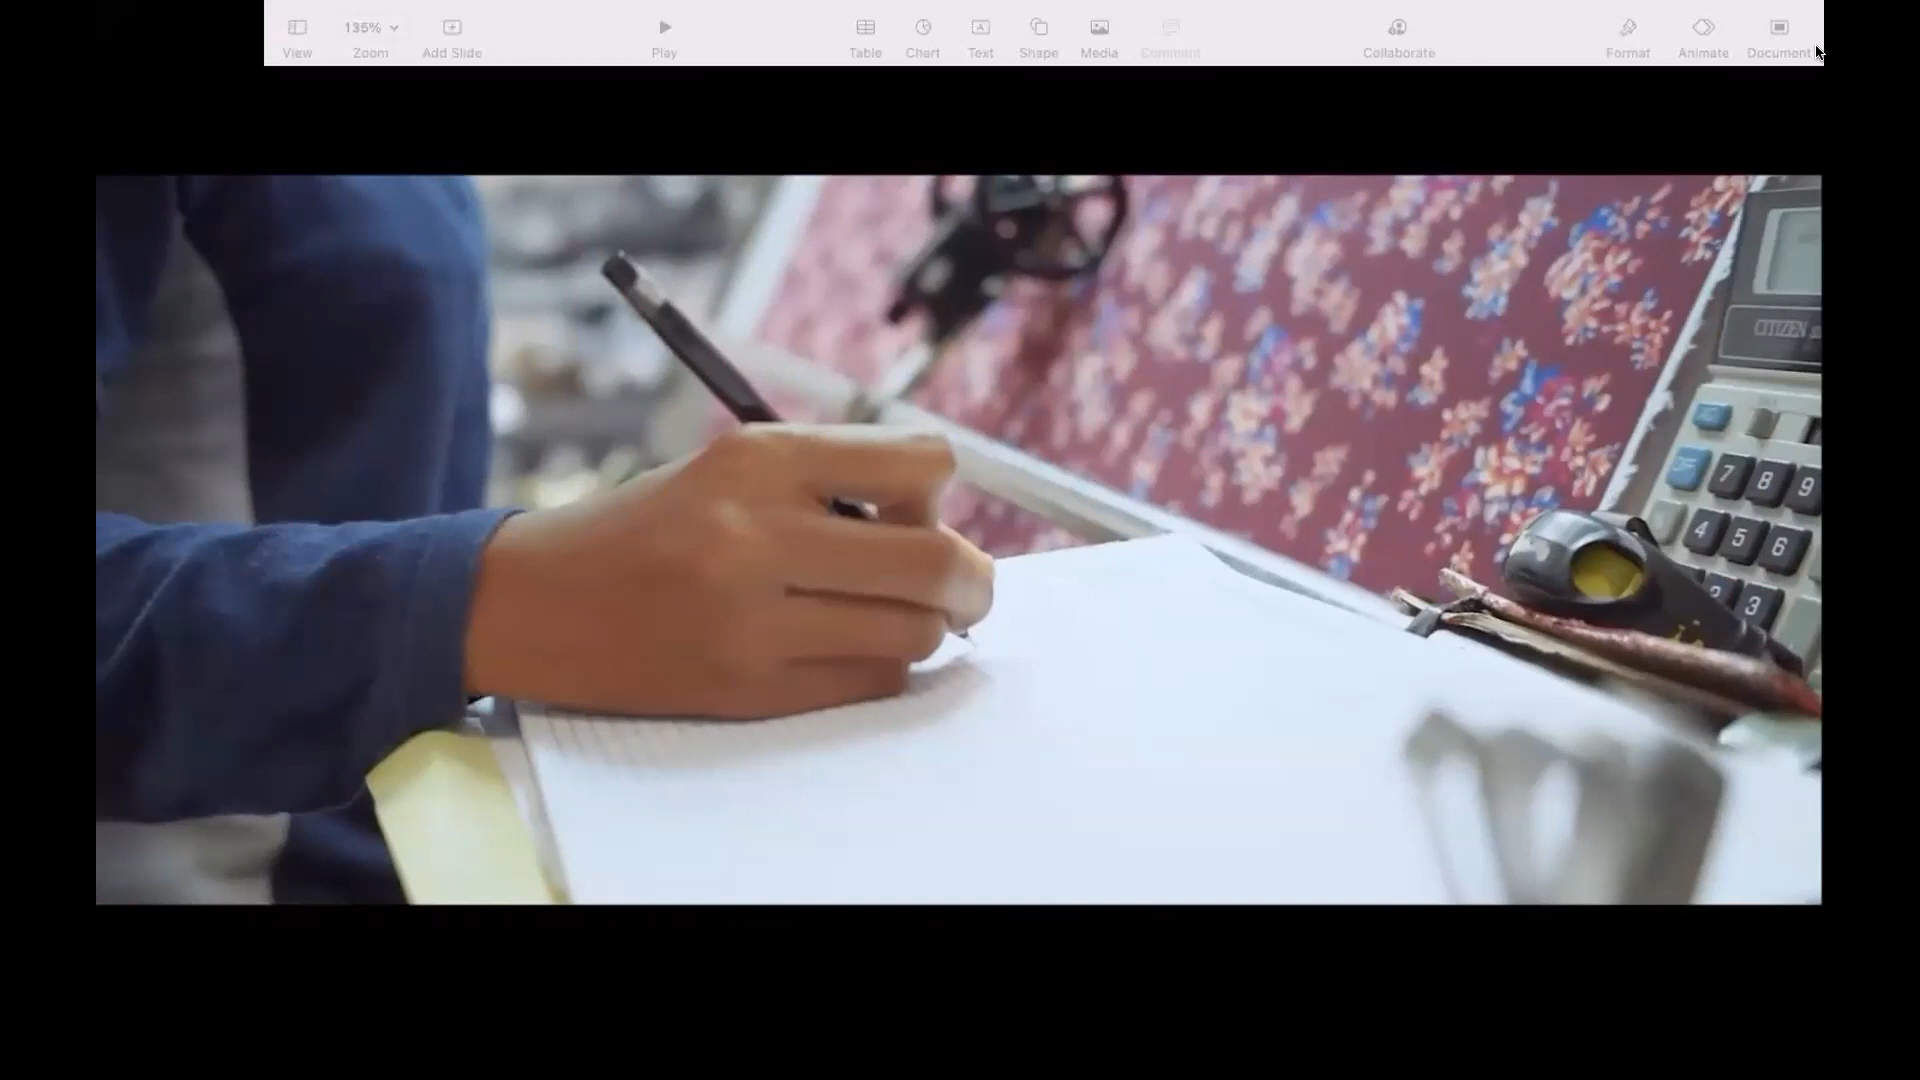 135%
View
Zoom
Add Slide
Play
Table
Chart
Text
Shape
Media
Comment
Collaborate
Format
Animate
Document
CITIZEN
7 8 9
4 5 6
2 3